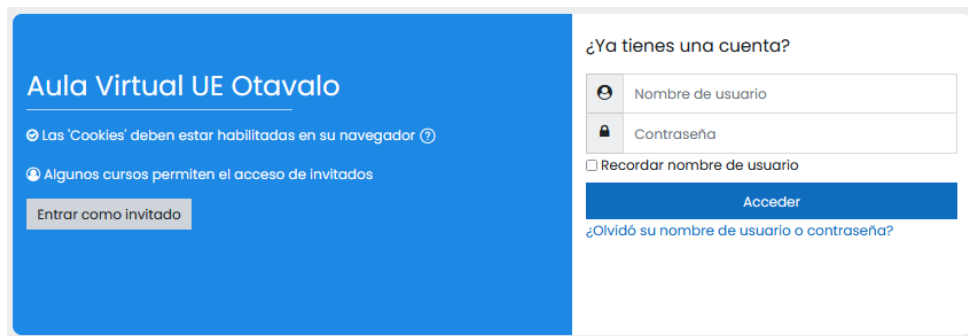 Aula Virtual UE Otavalo
Las 'Cookies' deben estar habilitadas en su navegador
Algunos cursos permiten el acceso de invitados
Entrar como invitado
¿Ya tienes una cuenta?
Nombre de usuario
Contraseña
Recordar nombre de usuario
Acceder
¿Olvidó su nombre de usuario o contraseña?